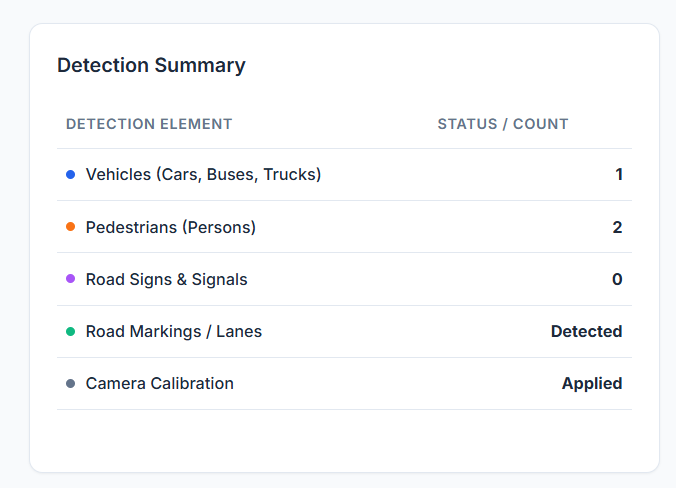 Detection Summary
DETECTION ELEMENT STATUS / COUNT
Vehicles (Cars, Buses, Trucks) 1
Pedestrians (Persons) 2
Road Signs & Signals 0
Road Markings / Lanes Detected
Camera Calibration Applied